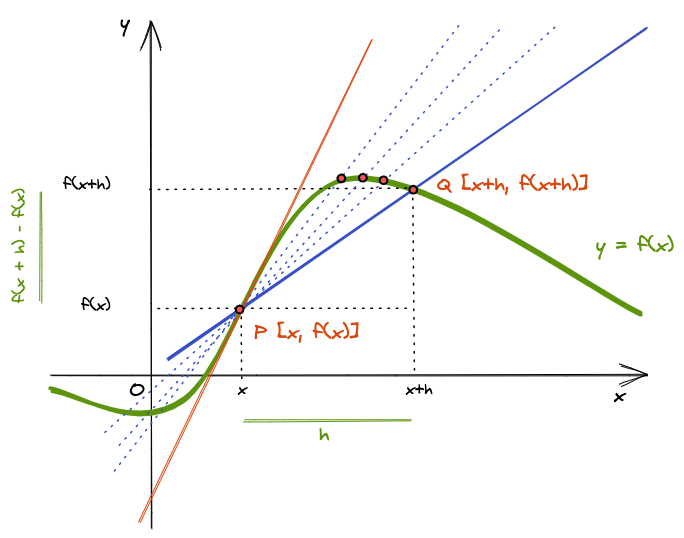 y
f(x+h)
Q [x+h, f(x+h)]
f(x + h) - f(x)
y = f(x)
f(x)
P [x, f(x)]
O
x
x+h
x
h